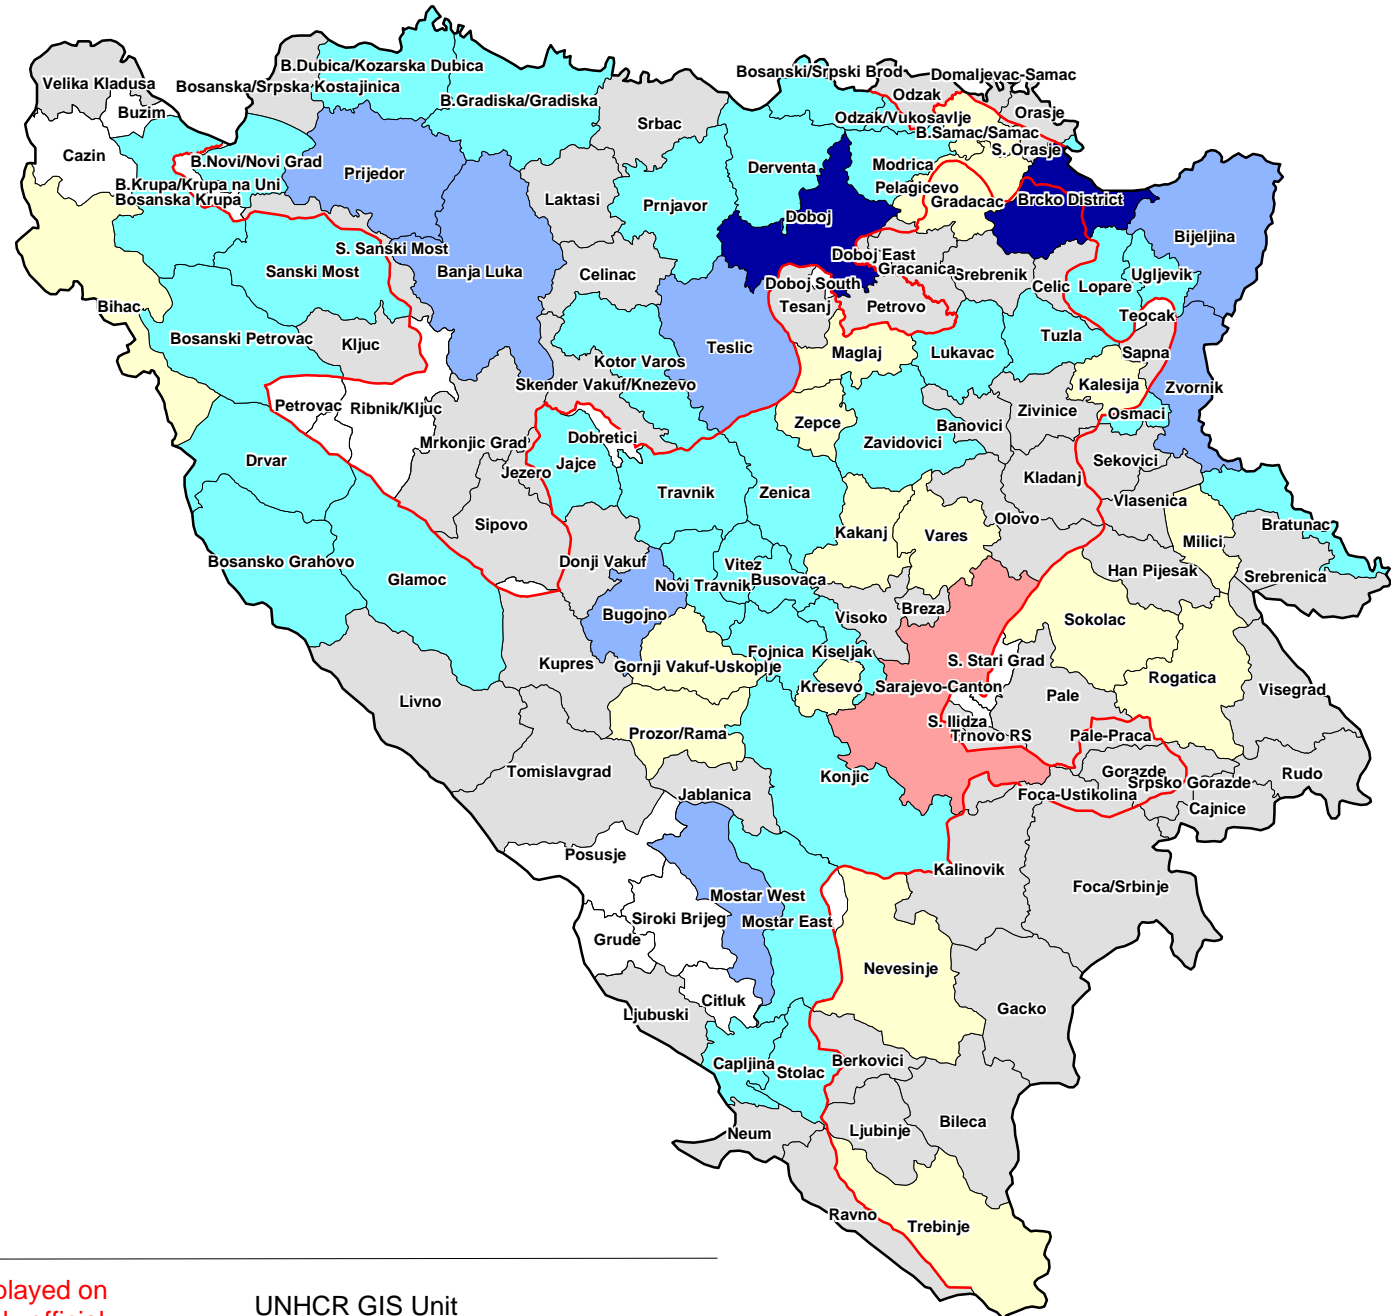 B.Dubica/Kozarska Dubica
Velika Kladusa
Bosanska/Srpska Kostajinica
Buzim
B.Gradiska/Gradiska
Srbac
Bosanski/Srpski Brod
Domaljevac-Samac
Odzak
Orasje
Odzak/Vukosavlje
B.Samac/Samac
S. Orasje
Cazin
B.Novi/Novi Grad
Prijedor
Derventa
Modrica
B.Krupa/Krupa na Uni
Bosanska Krupa
Laktasi
Prnjavor
Pelagicevo
Gradacac
Brcko District
Doboj
Bijeljina
S. Sanski Most
Sanski Most
Banja Luka
Celinac
Doboj East
Gracanica
Srebrenik
Ugljevik
Doboj South
Celic
Lopare
Bihac
Tesanj
Petrovo
Teocak
Bosanski Petrovac
Kljuc
Teslic
Maglaj
Lukavac
Tuzla
Sapna
Kotor Varos
Skender Vakuf/Knezevo
Kalesija
Zvornik
Petrovac
Ribnik/Kljuc
Zivinice
Osmaci
Zepce
Banovici
Mrkonjic Grad
Dobretici
Zavidovici
Drvar
Jezero
Jajce
Sekovici
Travnik
Zenica
Kladanj
Vlasenica
Sipovo
Olovo
Bratunac
Kakanj
Vares
Milici
Bosansko Grahovo
Glamoc
Donji Vakuf
Vitez
Novi Travnik
Busovaca
Han Pijesak
Srebrenica
Bugojno
Visoko
Breza
Sokolac
Kupres
Fojnica
Kiseljak
Gornji Vakuf-Uskoplje
S. Stari Grad
Rogatica
Livno
Kresevo
Sarajevo-Canton
Pale
Visegrad
S. Ilidza
Prozor/Rama
Trnovo RS
Pale-Praca
Tomislavgrad
Konjic
Gorazde
Rudo
Srpsko Gorazde
Jablanica
Foca-Ustikolina
Cajnice
Posusje
Kalinovik
Foca/Srbinje
Mostar West
Siroki Brijeg
Mostar East
Grude
Nevesinje
Citluk
Gacko
Ljubuski
Capljina
Stolac
Berkovici
Bileca
Neum
Ljubinje
Ravno
Trebinje
played on
official
UNHCR GIS Unit